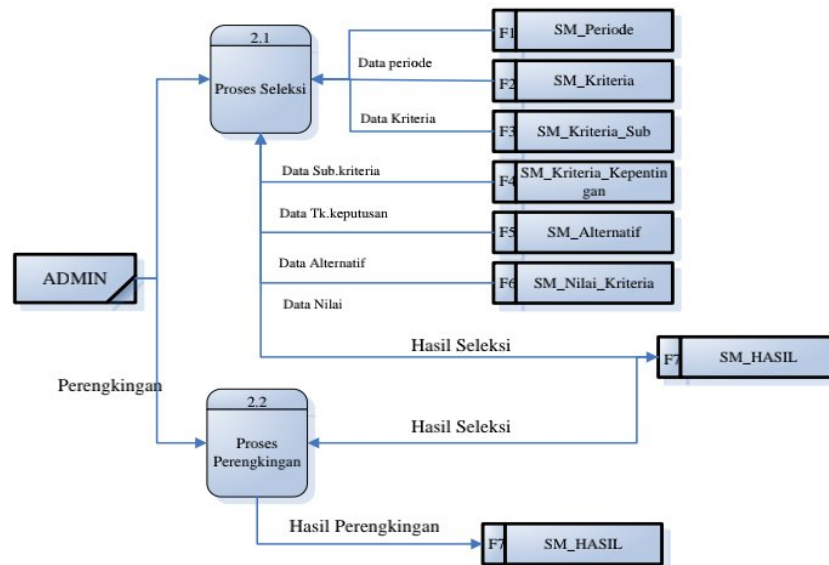 2.1
Proses Seleksi
F1
SM_Periode
Data periode
F2
SM_Kriteria
Data Kriteria
F3
SM_Kriteria_Sub
Data Sub.kriteria
F4
SM_Kriteria_Kepentin
gan
Data Tk.keputusan
F5
SM_Alternatif
Data Alternatif
F6
SM_Nilai_Kriteria
ADMIN
Data Nilai
Hasil Seleksi
F7
SM_HASIL
Perengkingan
2.2
Proses
Perengkingan
Hasil Seleksi
Hasil Perengkingan
F7
SM_HASIL